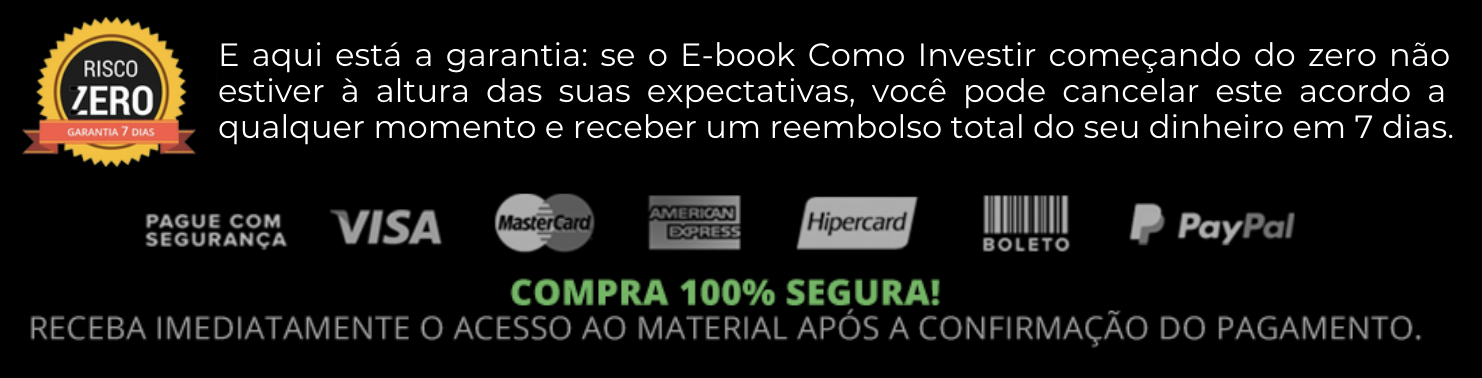 RISCO
ZERO
GARANTIA 7 DIAS
E aqui está a garantia: se o E-book Como Investir começando do zero não
estiver à altura das suas expectativas, você pode cancelar este acordo a
qualquer momento e receber um reembolso total do seu dinheiro em 7 dias.
PAGUE COM
SEGURANÇA
VISA
MasterCard
AMERICAN
EXPRESS
Hipercard
BOLETO
PayPal
COMPRA 100% SEGURA!
RECEBA IMEDIATAMENTE O ACESSO AO MATERIAL APÓS A CONFIRMAÇÃO DO PAGAMENTO.